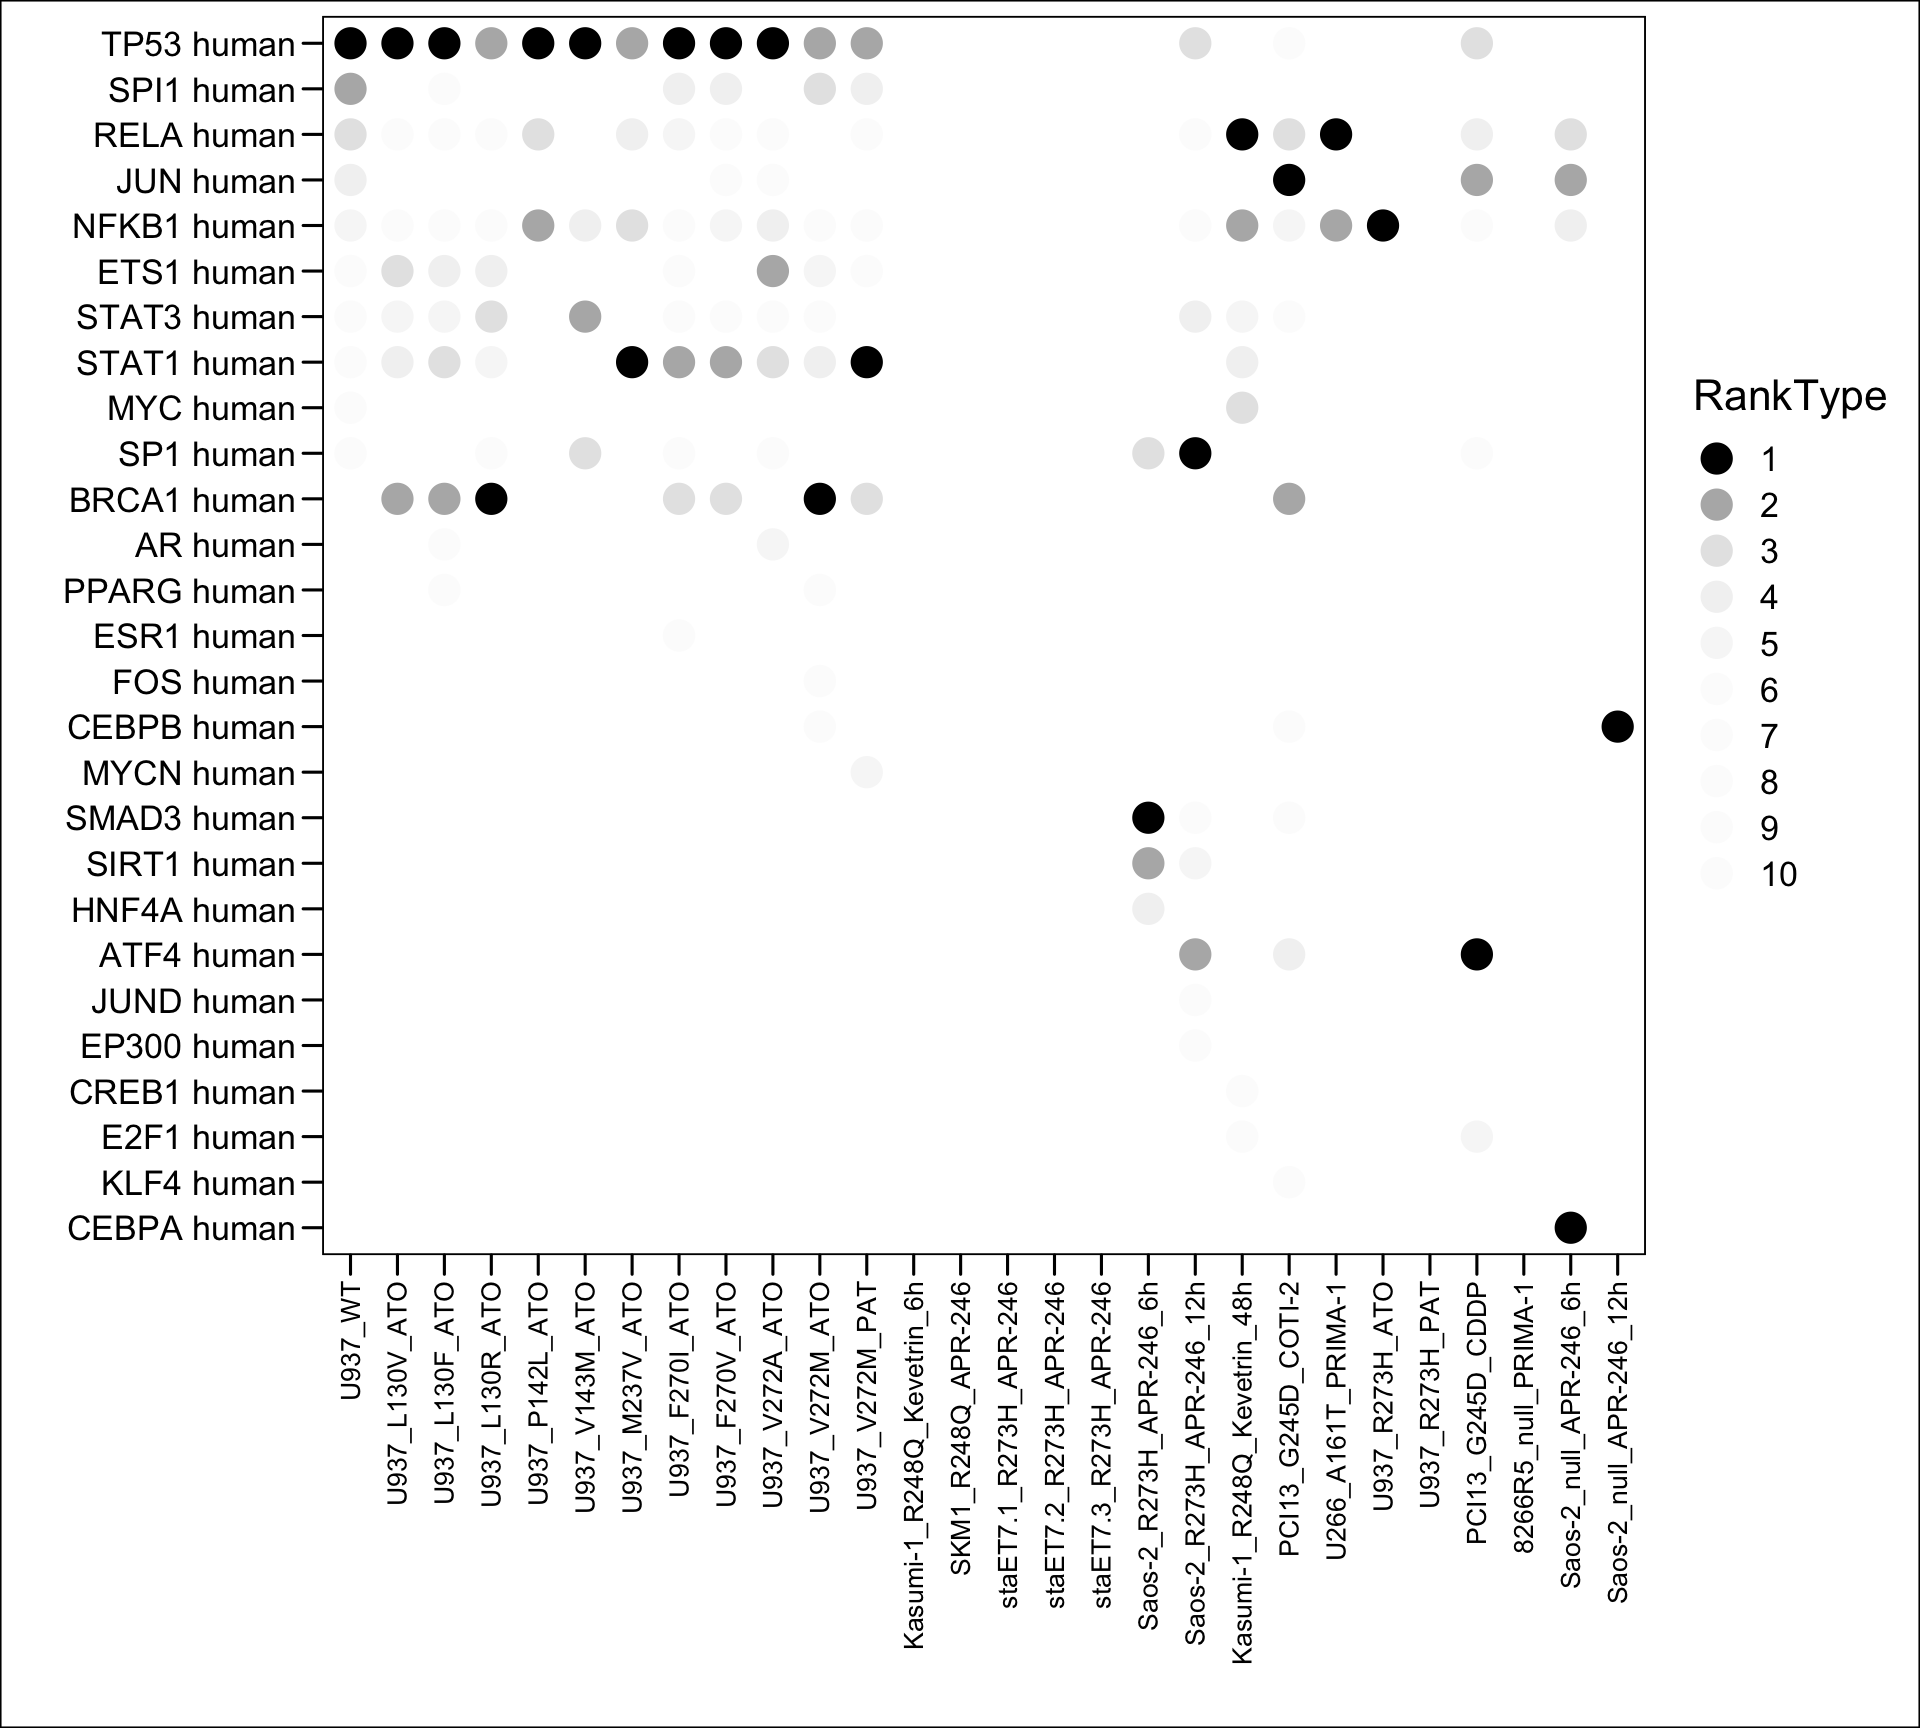 TP53 human
SPI1 human
RELA human
JUN human
NFKB1 human
ETS1 human
STAT3 human
STAT1 human
MYC human
SP1 human
BRCA1 human
AR human
PPARG human
ESR1 human
FOS human
CEBPB human
MYCN human
SMAD3 human
SIRT1 human
HNF4A human
ATF4 human
JUND human
EP300 human
CREB1 human
E2F1 human
KLF4 human
CEBPA human
U937_WT
U937_L130V_ATO
U937_L130F_ATO
U937_L130R_ATO
U937_P142L_ATO
U937_V143M_ATO
U937_M237V_ATO
U937_F270I_ATO
U937_F270V_ATO
U937_V272A_ATO
U937_V272M_ATO
U937_V272M_PAT
Kasumi-1_R248Q_Kevetrin_6h
SKM1_R248Q_APR-246
staET7.1_R273H_APR-246
staET7.2_R273H_APR-246
staET7.3_R273H_APR-246
Saos-2_R273H_APR-246_6h
Saos-2_R273H_APR-246_12h
Kasumi-1_R248Q_Kevetrin_48h
PCI13_G245D_COTI-2
U266_A161T_PRIMA-1
U937_R273H_ATO
U937_R273H_PAT
PCI13_G245D_CDDP
8266R5_null_PRIMA-1
Saos-2_null_APR-246_6h
Saos-2_null_APR-246_12h
RankType
1
2
3
4
5
6
7
8
9
10